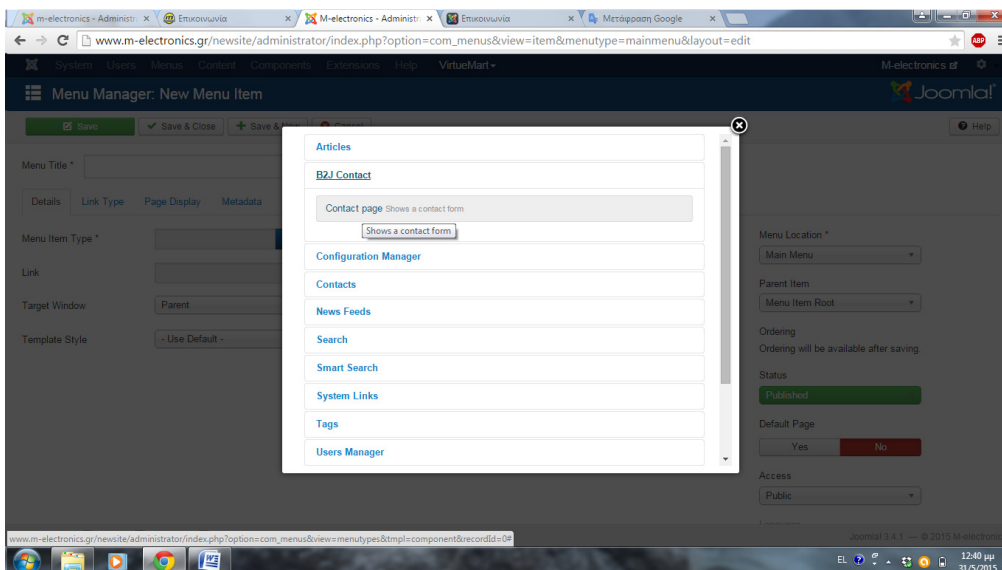 m-electronics - Administr
Επικοινωνία
M-electronics - Administr
Επικοινωνία
Μετάφραση Google
www.m-electronics.gr/newsite/administrator/index.php?option=com_menus&view=item&menutype=mainmenu&layout=edit
ABP
System Users Menus Content Components Extensions Help VirtueMart
M-electronics
Menu Manager: New Menu Item
Joomla!
Save
Save & Close
Save & New
Cancel
Help
Menu Title *
Details
Link Type
Page Display
Metadata
Menu Item Type *
Link
Target Window
Parent
Template Style
- Use Default -
Articles
B2J Contact
Contact page Shows a contact form
Shows a contact form
Configuration Manager
Contacts
News Feeds
Search
Smart Search
System Links
Tags
Users Manager
Menu Location *
Main Menu
Parent Item
Menu Item Root
Ordering
Ordering will be available after saving.
Status
Published
Default Page
Yes
No
Access
Public
www.m-electronics.gr/newsite/administrator/index.php?option=com_menus&view=menutypes&tmpl=component&recordId=0#
Joomla! 3.4.1 — © 2015 M-electronic
EL
12:40 μμ
31/5/2015